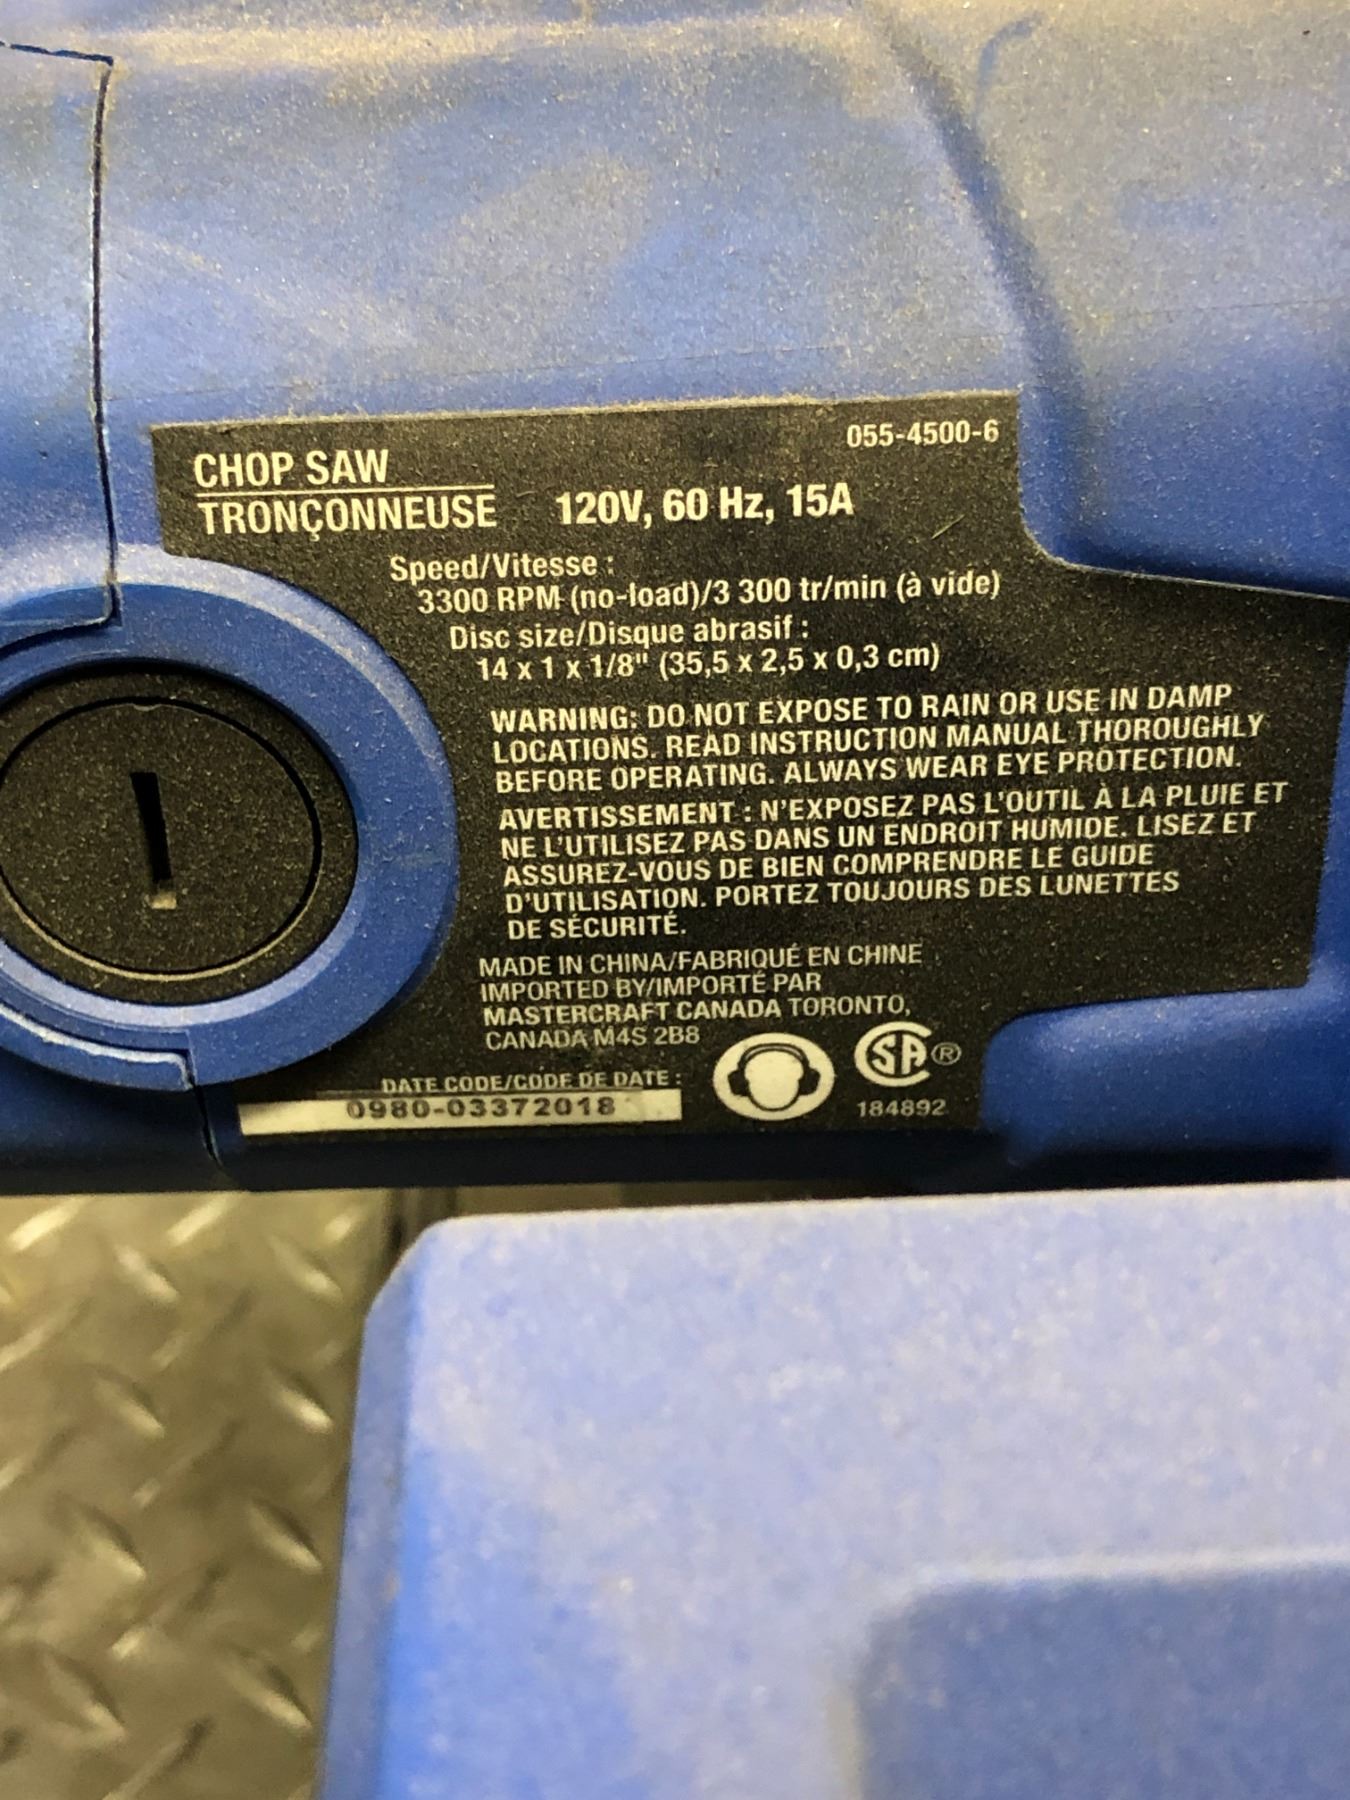 055-4500-6
CHOP SAW
TRONÇONNEUSE 120V, 60 Hz, 15A
Speed/Vitesse :
3300 RPM (no-load)/3 300 tr/min (à vide)
Disc size/Disque abrasif :
14 x 1 x 1/8" (35,5 x 2,5 x 0,3 cm)
WARNING: DO NOT EXPOSE TO RAIN OR USE IN DAMP
LOCATIONS. READ INSTRUCTION MANUAL THOROUGHLY
BEFORE OPERATING. ALWAYS WEAR EYE PROTECTION.
AVERTISSEMENT : N'EXPOSEZ PAS L'OUTIL À LA PLUIE ET
NE L'UTILISEZ PAS DANS UN ENDROIT HUMIDE. LISEZ ET
ASSUREZ-VOUS DE BIEN COMPRENDRE LE GUIDE
D'UTILISATION. PORTEZ TOUJOURS DES LUNETTES
DE SÉCURITÉ.
MADE IN CHINA/FABRIQUÉ EN CHINE
IMPORTED BY/IMPORTÉ PAR
MASTERCRAFT CANADA TORONTO,
CANADA M4S 2B8
DATE CODE/CODE DE DATE :
0980-03372018
SA ®
184892